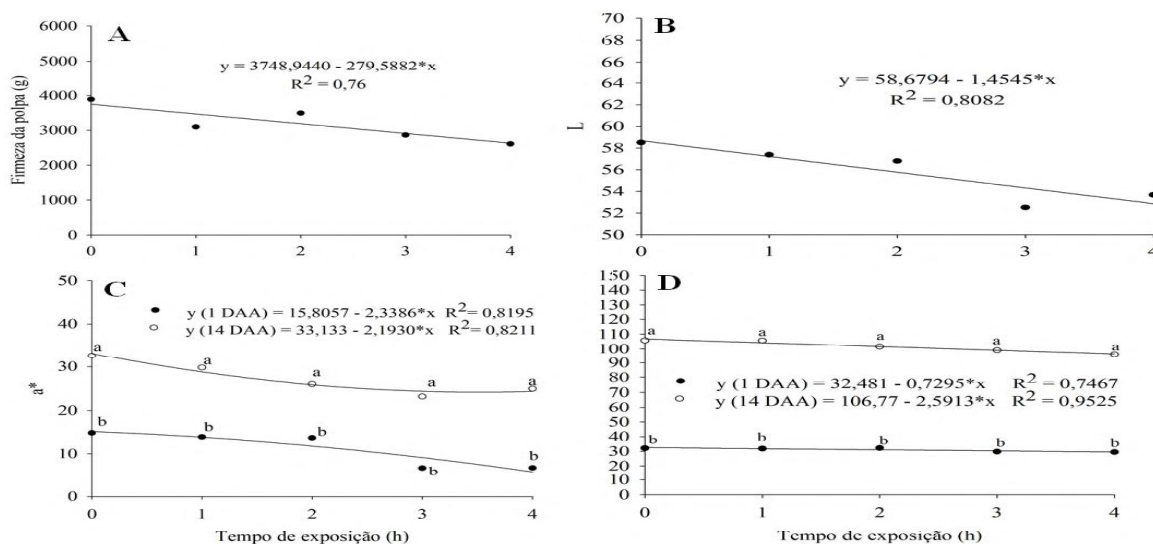 A
6000
5000
4000
3000
2000
1000
0
Firmeza da polpa (g)
y = 3748,9440 - 279,5882*x
R2 = 0,76
0 1 2 3 4
B
70
68
66
64
62
60
58
56
54
52
50
L
y = 58,6794 - 1,4545*x
R2 = 0,8082
0 1 2 3 4
C
50
40
30
20
10
0
a*
● y (1 DAA) = 15,8057 - 2,3386*x R2 = 0,8195
○ y (14 DAA) = 33,133 - 2,1930*x R2 = 0,8211
a a a a a
b b b b b
0 1 2 3 4
Tempo de exposição (h)
D
150
140
130
120
110
100
90
80
70
60
50
40
30
20
10
0
a a a a a
● y (1 DAA) = 32,481 - 0,7295*x R2 = 0,7467
○ y (14 DAA) = 106,77 - 2,5913*x R2 = 0,9525
b b b b b
0 1 2 3 4
Tempo de exposição (h)